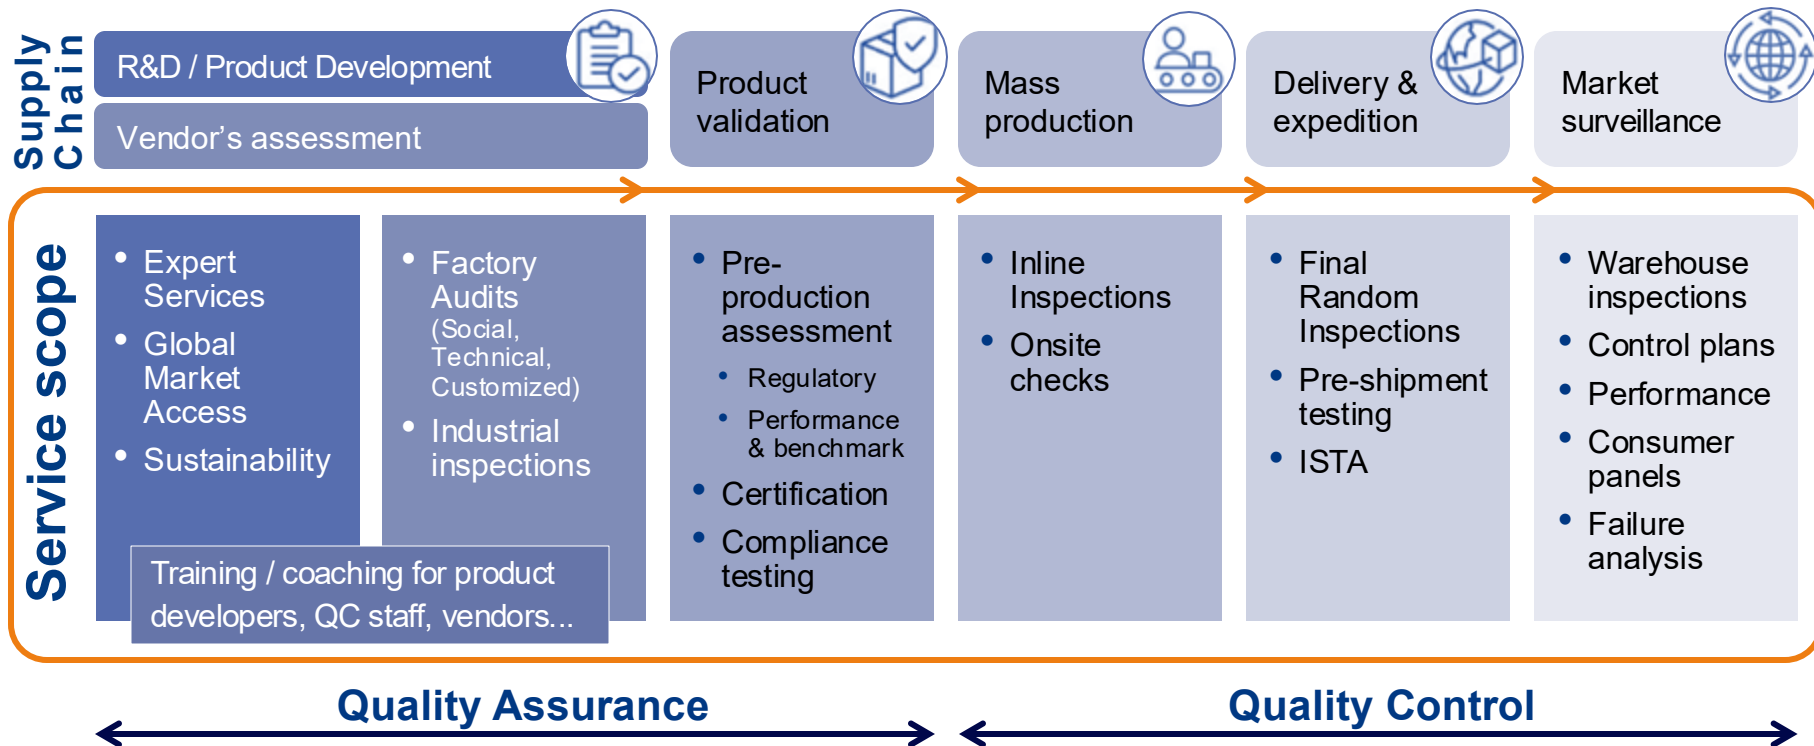 Supply
Chain
R&D / Product Development
Vendor's assessment
Product
validation
Mass
production
Delivery &
expedition
Market
surveillance
Service scope
• Expert
Services
• Global
Market
Access
• Sustainability
• Factory
Audits
(Social,
Technical,
Customized)
• Industrial
inspections
Training / coaching for product
developers, QC staff, vendors...
• Pre-
production
assessment
• Regulatory
• Performance
& benchmark
• Certification
• Compliance
testing
• Inline
Inspections
• Onsite
checks
• Final
Random
Inspections
• Pre-shipment
testing
• ISTA
• Warehouse
inspections
• Control plans
• Performance
• Consumer
panels
• Failure
analysis
Quality Assurance
Quality Control